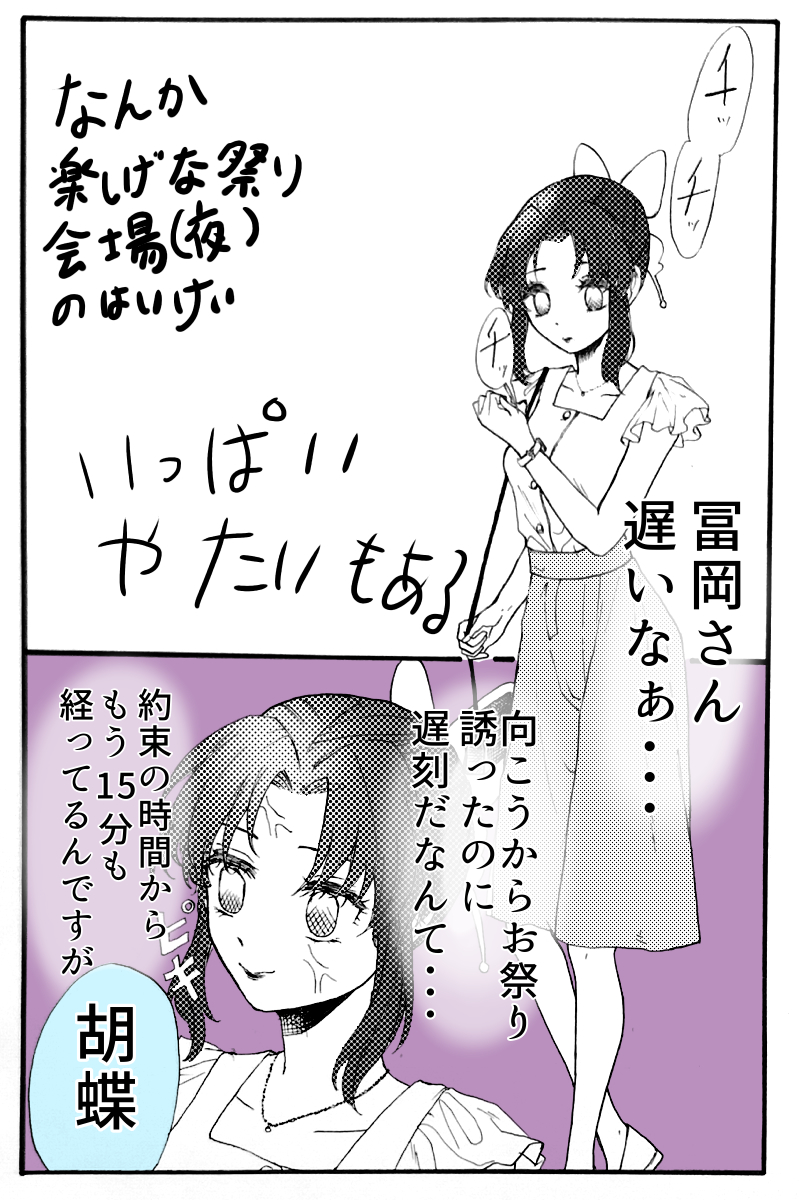 なんか
楽しげな祭り
会場(夜)
のはいけい
いっぱい
やたいもある
チッ
チッ
チッ
冨岡さん
遅いなぁ・・・
向こうからお祭り
誘ったのに
遅刻だなんて・・・
約束の時間から
もう15分も
経ってるんですが
ピキ
胡蝶